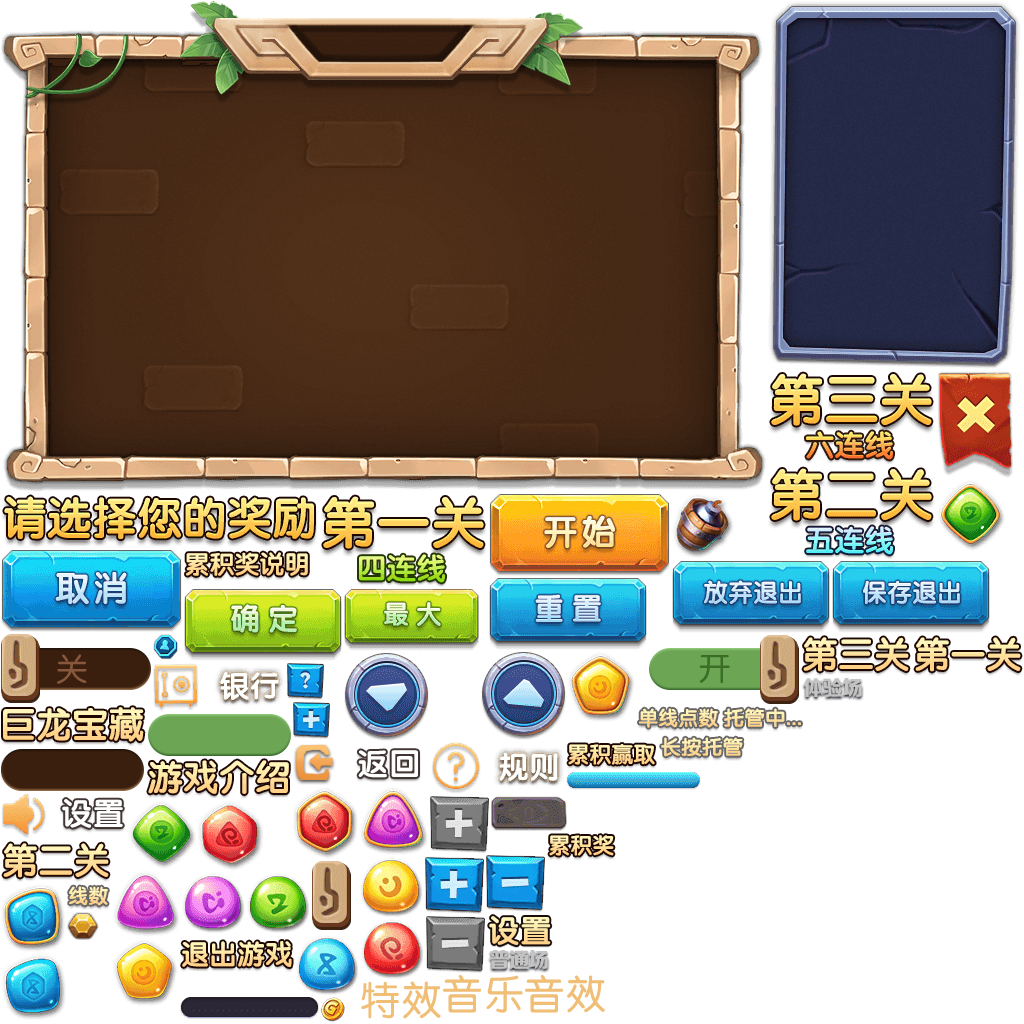 第三关
六连线
第二关
五连线
请选择您的奖励
第一关
开始
取消
累积奖说明
四连线
确定
最大
重置
放弃退出
保存退出
关
银行
?
开
第三关
第一关
体验场
巨龙宝藏
单线点数
托管中...
长按托管
游戏介绍
返回
?
规则
累积赢取
设置
累积奖
第二关
线数
设置
普通场
退出游戏
特效
音乐
音效